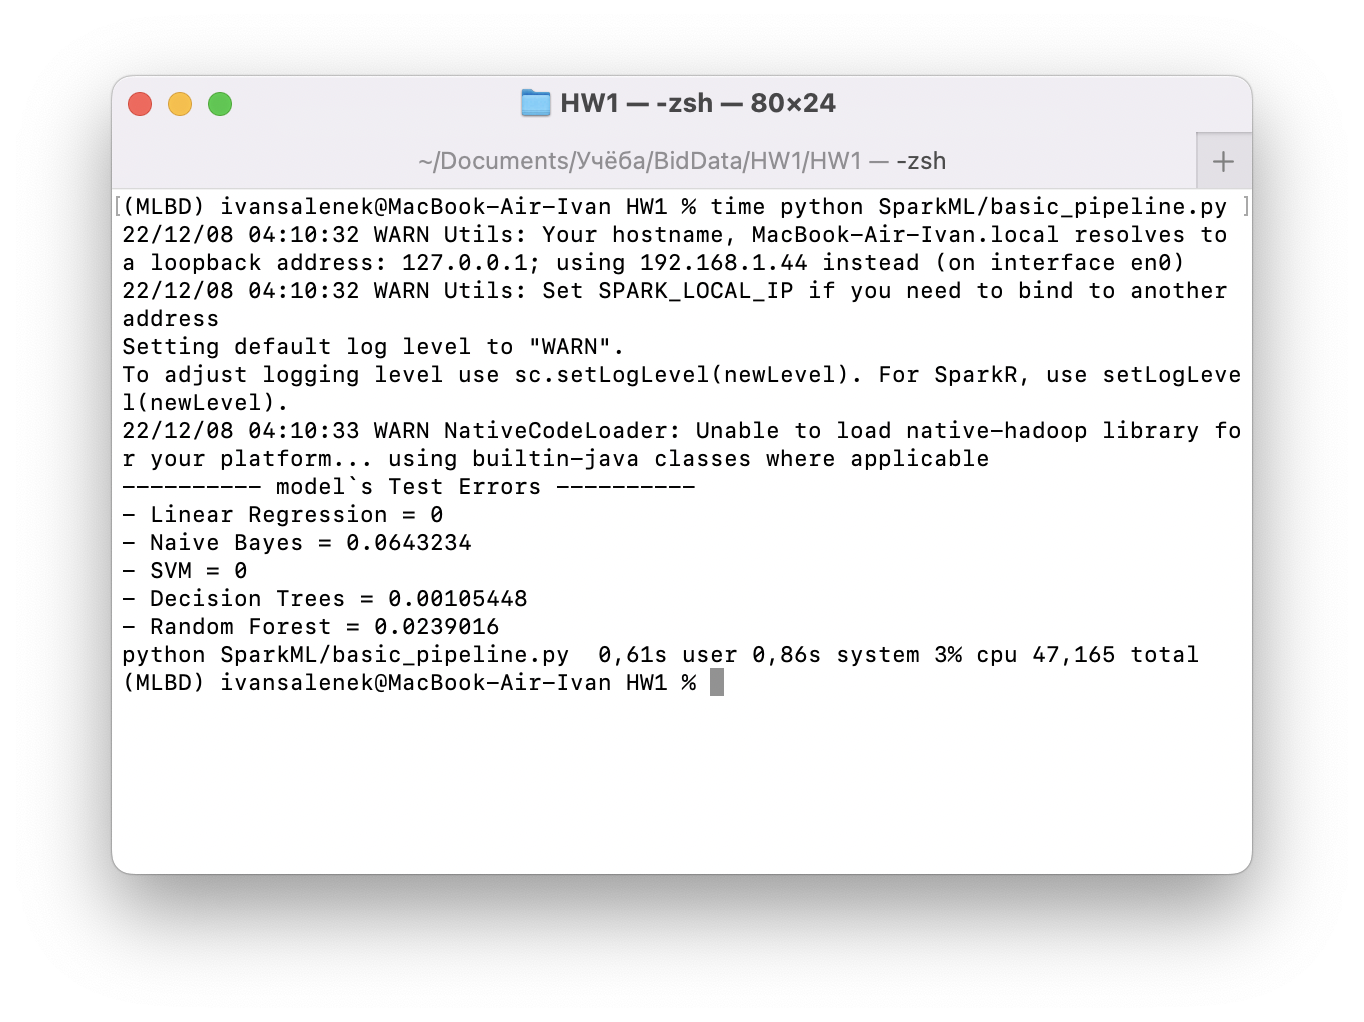 HW1 — -zsh — 80×24
~/Documents/Учёба/BidData/HW1/HW1 — -zsh
[(MLBD) ivansalenek@MacBook-Air-Ivan HW1 % time python SparkML/basic_pipeline.py ]
22/12/08 04:10:32 WARN Utils: Your hostname, MacBook-Air-Ivan.local resolves to
a loopback address: 127.0.0.1; using 192.168.1.44 instead (on interface en0)
22/12/08 04:10:32 WARN Utils: Set SPARK_LOCAL_IP if you need to bind to another
address
Setting default log level to "WARN".
To adjust logging level use sc.setLogLevel(newLevel). For SparkR, use setLogLeve
l(newLevel).
22/12/08 04:10:33 WARN NativeCodeLoader: Unable to load native-hadoop library fo
r your platform... using builtin-java classes where applicable
---------- model`s Test Errors ----------
- Linear Regression = 0
- Naive Bayes = 0.0643234
- SVM = 0
- Decision Trees = 0.00105448
- Random Forest = 0.0239016
python SparkML/basic_pipeline.py  0,61s user 0,86s system 3% cpu 47,165 total
(MLBD) ivansalenek@MacBook-Air-Ivan HW1 %